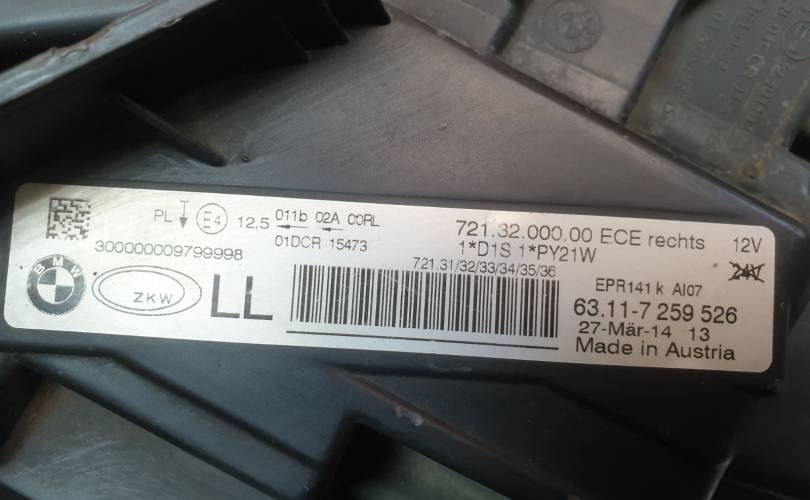 PL E4 12,5 011b 02A 00RL
01DCR 15473
721.32.000.00 ECE rechts 12V
1*D1S 1*PY21W 24V
300000009799998
721.31/32/33/34/35/36
BMW
ZKW
LL
EPR141 k AI07
63.11-7 259 526
27-Mär-14 13
Made in Austria